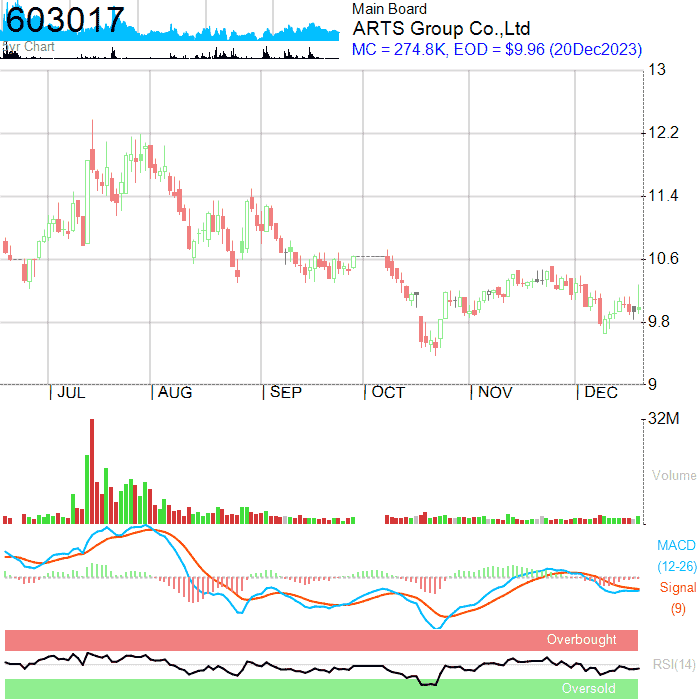 603017
5yr Chart
Main Board
ARTS Group Co.,Ltd
MC = 274.8K, EOD = $9.96 (20Dec2023)
13
12.2
11.4
10.6
9.8
9
JUL AUG SEP OCT NOV DEC
32M
Volume
MACD
(12-26)
Signal
(9)
Overbought
RSI(14)
Oversold